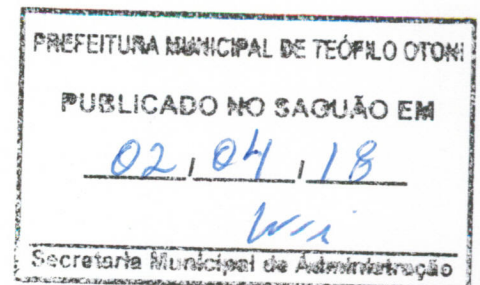 PREFEITURA MUNICIPAL DE TEÓFILO OTONI
PUBLICADO NO SAGUÃO EM
02, 04, 18
Secretaria Municipal de Administração